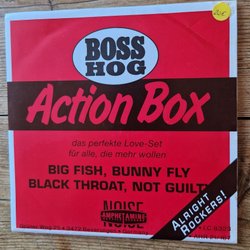 BOSS
HOG
Action Box
das perfekte Love-Set
für alle, die mehr wollen
BIG FISH, BUNNY FLY
BLACK THROAT, NOT GUILTY
NOISE
AMPHETAMINE
ALRIGHT
ROCKERS!